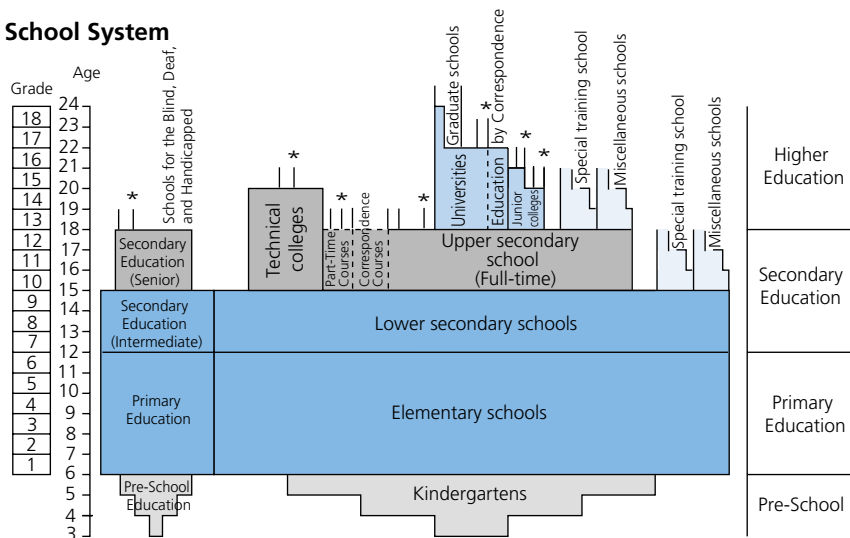 School System
Grade
Age
18
17
16
15
14
13
12
11
10
9
8
7
6
5
4
3
2
1
24
23
22
21
20
19
18
17
16
15
14
13
12
11
10
9
8
7
6
5
4
3
Schools for the Blind, Deaf,
and Handicapped
*
*
*
*
*
*
*
Graduate schools
by Correspondence
Special training school
Miscellaneous schools
Special training school
Miscellaneous schools
Universities
Education
Junior
colleges
Technical
colleges
Part-Time
Courses
Correspondence
Courses
Upper secondary
school
(Full-time)
Secondary
Education
(Senior)
Secondary
Education
(Intermediate)
Lower secondary schools
Primary
Education
Elementary schools
Pre-School
Education
Kindergartens
Higher
Education
Secondary
Education
Primary
Education
Pre-School